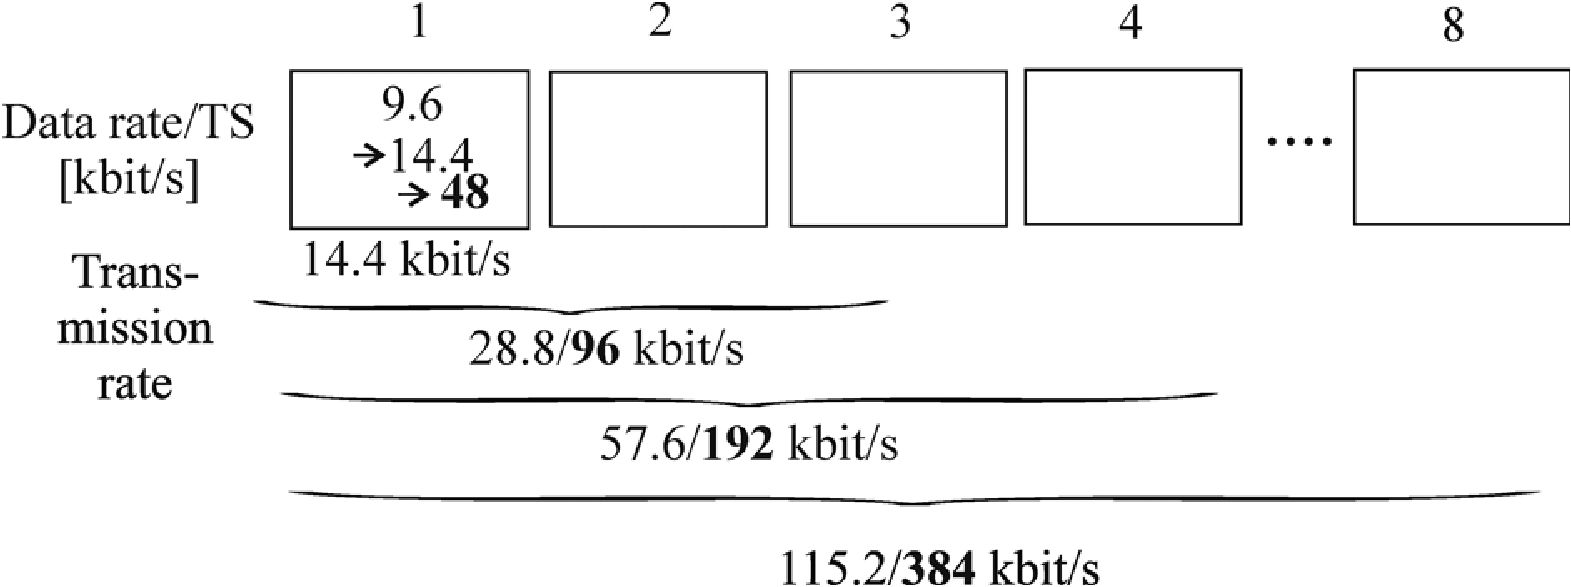 1 2 3 4 8
Data rate/TS
[kbit/s]
9.6
→14.4
→ 48
....
14.4 kbit/s
Trans-
mission
rate
28.8/96 kbit/s
57.6/192 kbit/s
115.2/384 kbit/s